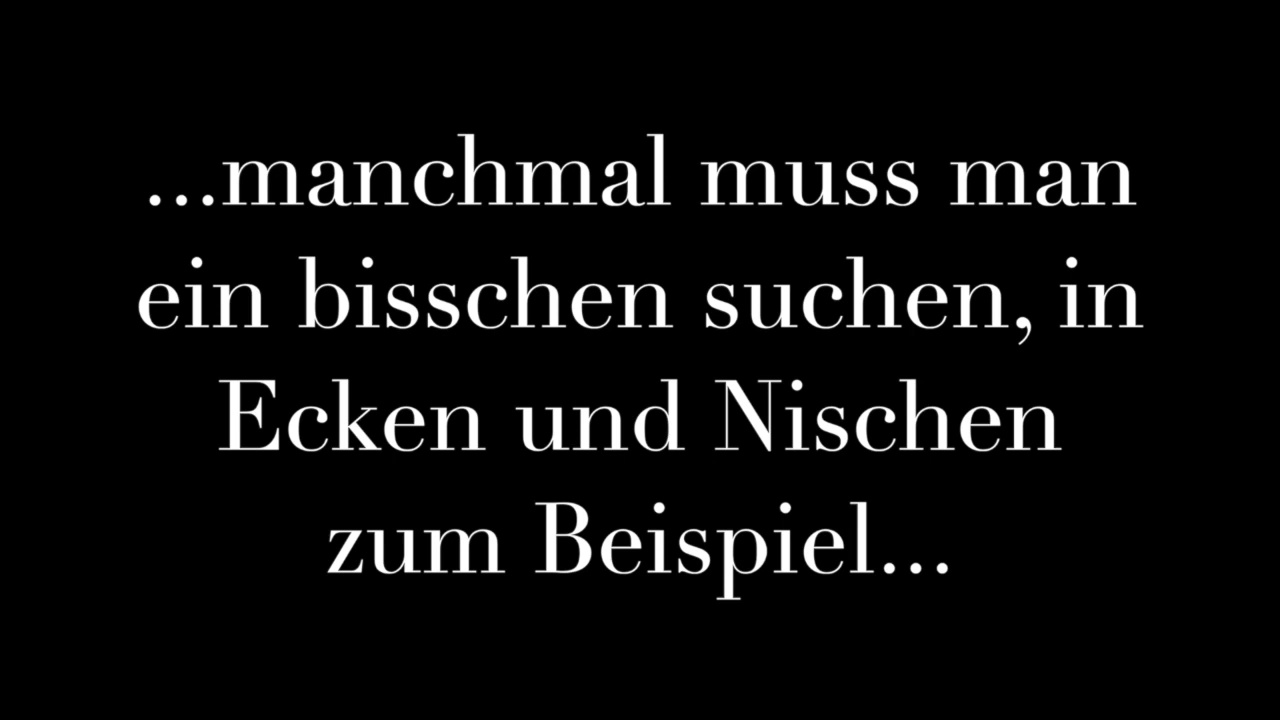 ...manchmal muss man
ein bisschen suchen, in
Ecken und Nischen
zum Beispiel...